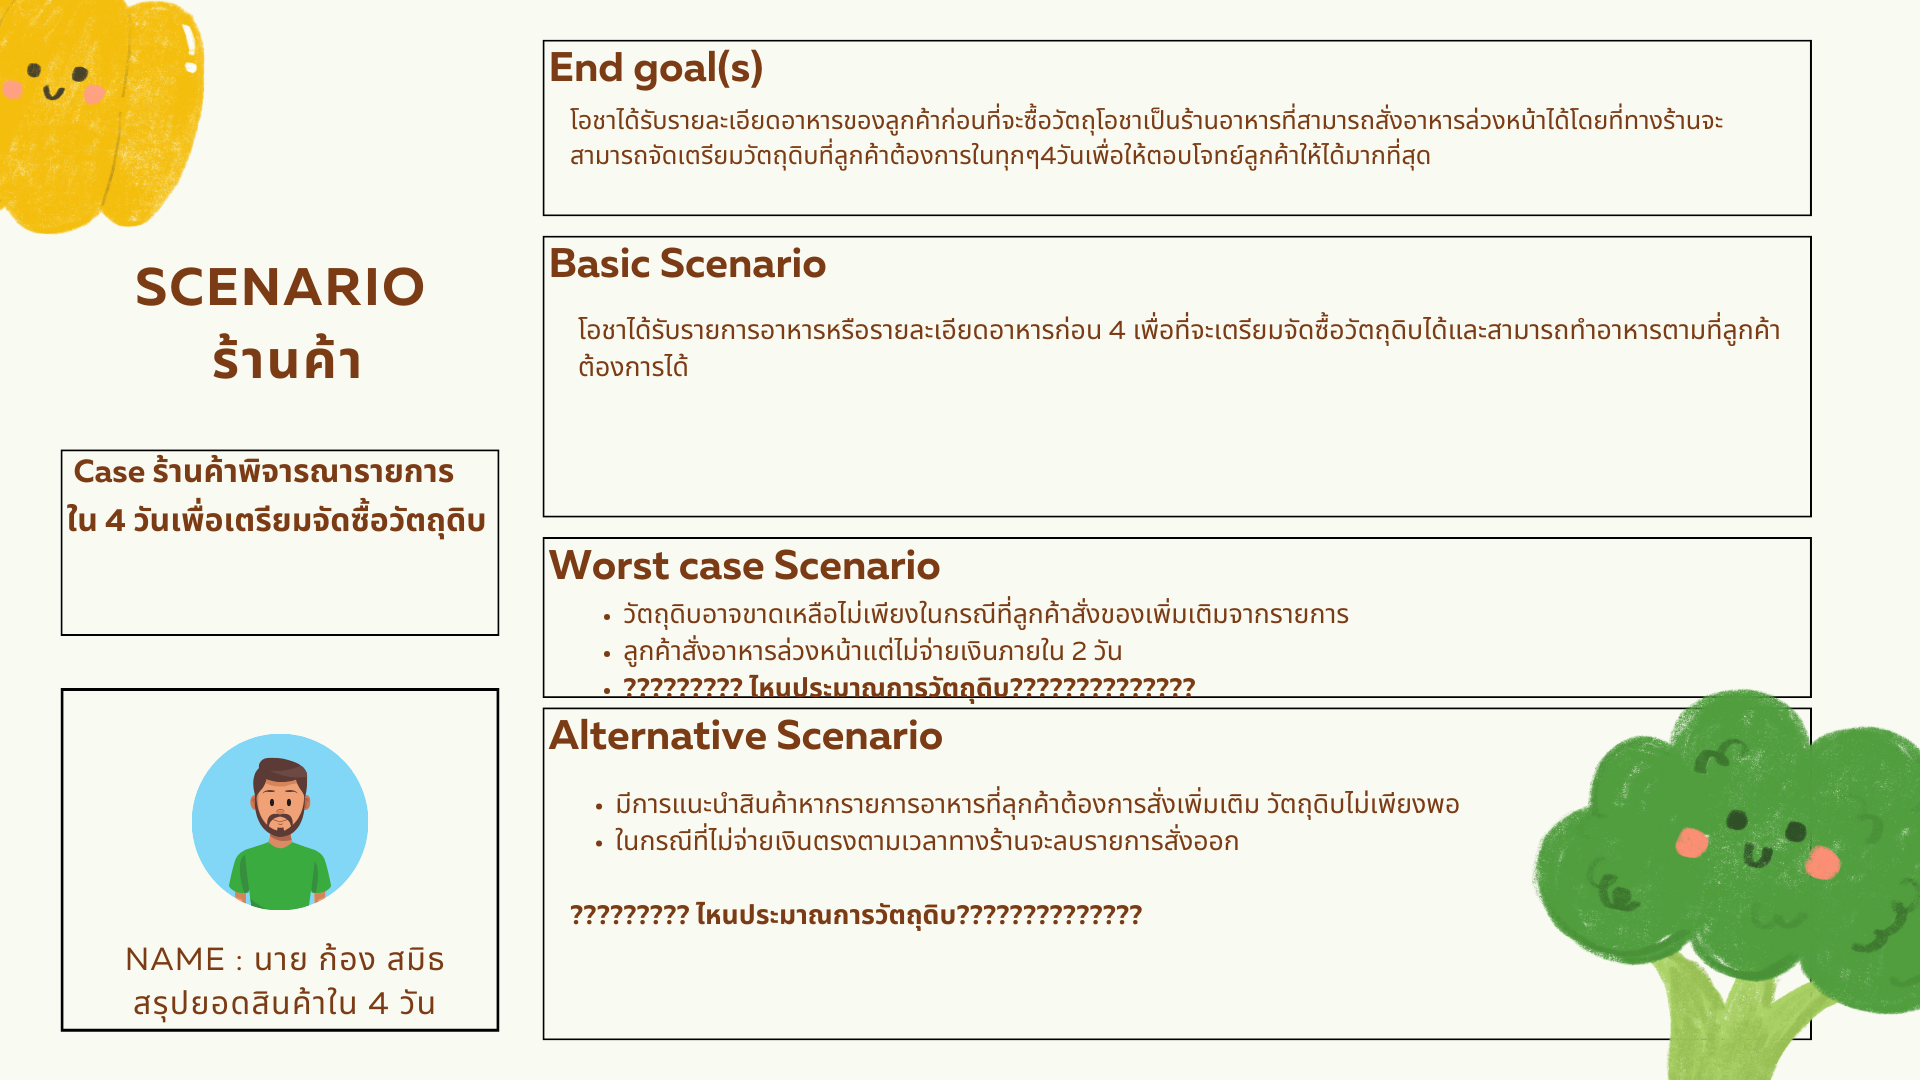 SCENARIO
ร้านค้า
Case ร้านค้าพิจารณารายการ
ใน 4 วันเพื่อเตรียมจัดซื้อวัตถุดิบ
NAME : นาย ก้อง สมิธ
สรุปยอดสินค้าใน 4 วัน
End goal(s)
โอชาได้รับรายละเอียดอาหารของลูกค้าก่อนที่จะซื้อวัตถุโอชาเป็นร้านอาหารที่สามารถสั่งอาหารล่วงหน้าได้โดยที่ทางร้านจะ
สามารถจัดเตรียมวัตถุดิบที่ลูกค้าต้องการในทุกๆ4วันเพื่อให้ตอบโจทย์ลูกค้าให้ได้มากที่สุด
Basic Scenario
โอชาได้รับรายการอาหารหรือรายละเอียดอาหารก่อน 4 เพื่อที่จะเตรียมจัดซื้อวัตถุดิบได้และสามารถทำอาหารตามที่ลูกค้า
ต้องการได้
Worst case Scenario
• วัตถุดิบอาจขาดเหลือไม่เพียงในกรณีที่ลูกค้าสั่งของเพิ่มเติมจากรายการ
• ลูกค้าสั่งอาหารล่วงหน้าแต่ไม่จ่ายเงินภายใน 2 วัน
• ????????? ไหนประมาณการวัตถุดิบ??????????????
Alternative Scenario
• มีการแนะนำสินค้าหากรายการอาหารที่ลุกค้าต้องการสั่งเพิ่มเติม วัตถุดิบไม่เพียงพอ
• ในกรณีที่ไม่จ่ายเงินตรงตามเวลาทางร้านจะลบรายการสั่งออก
????????? ไหนประมาณการวัตถุดิบ??????????????